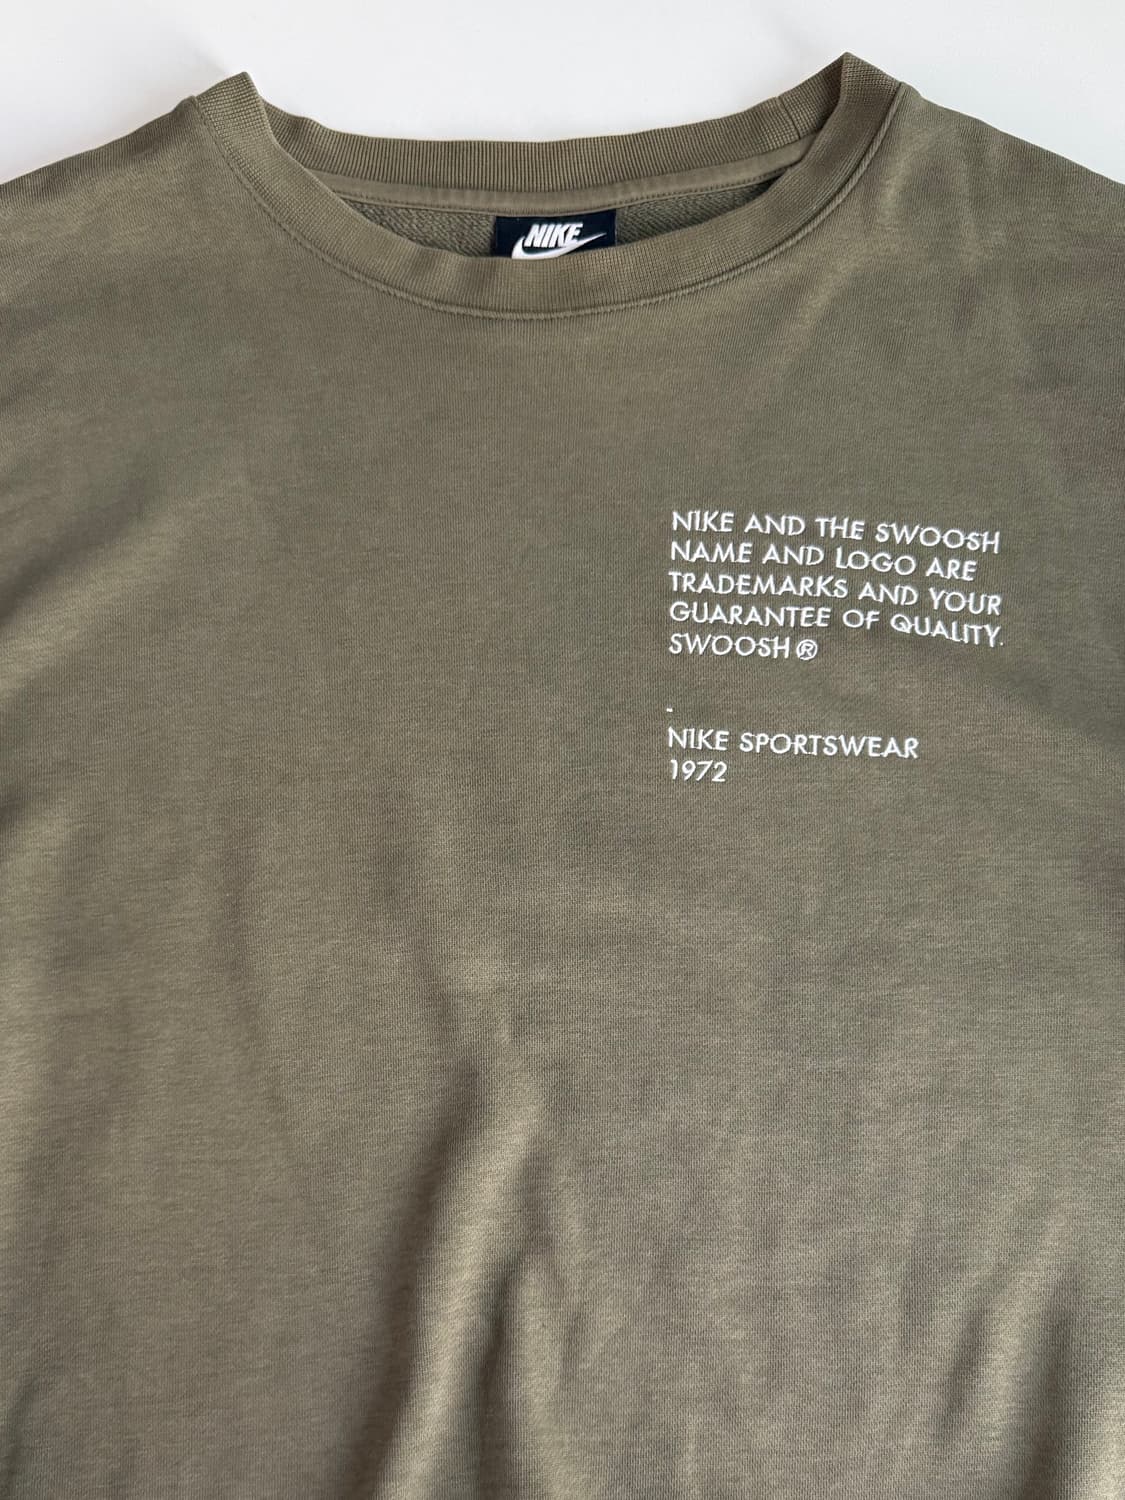 NIKE
NIKE AND THE SWOOSH
NAME AND LOGO ARE
TRADEMARKS AND YOUR
GUARANTEE OF QUALITY.
SWOOSH®
-
NIKE SPORTSWEAR
1972